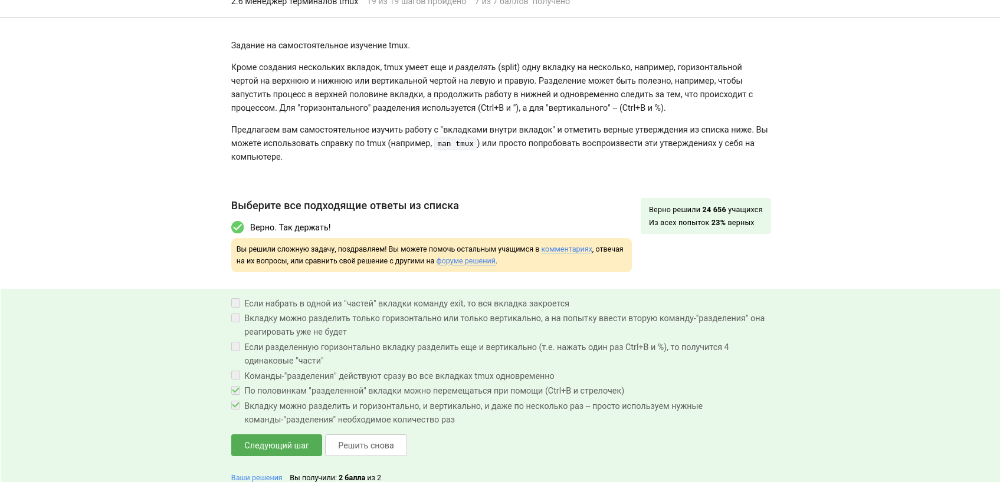 2.6 Менеджер терминалов tmux 19 из 19 шагов пройдено 7 из 7 баллов получено
Задание на самостоятельное изучение tmux.
Кроме создания нескольких вкладок, tmux умеет еще и разделять (split) одну вкладку на несколько, например, горизонтальной
чертой на верхнюю и нижнюю или вертикальной чертой на левую и правую. Разделение может быть полезно, например, чтобы
запустить процесс в верхней половине вкладки, а продолжить работу в нижней и одновременно следить за тем, что происходит с
процессом. Для "горизонтального" разделения используется (Ctrl+B и "), а для "вертикального" -- (Ctrl+B и %).
Предлагаем вам самостоятельное изучить работу с "вкладками внутри вкладок" и отметить верные утверждения из списка ниже. Вы
можете использовать справку по tmux (например, man tmux) или просто попробовать воспроизвести эти утверждениях у себя на
компьютере.
Выберите все подходящие ответы из списка
Верно решили 24 656 учащихся
Из всех попыток 23% верных
Верно. Так держать!
Вы решили сложную задачу, поздравляем! Вы можете помочь остальным учащимся в комментариях, отвечая
на их вопросы, или сравнить своё решение с другими на форуме решений.
Если набрать в одной из "частей" вкладки команду exit, то вся вкладка закроется
Вкладку можно разделить только горизонтально или только вертикально, а на попытку ввести вторую команду-"разделения" она
реагировать уже не будет
Если разделенную горизонтально вкладку разделить еще и вертикально (т.е. нажать один раз Ctrl+B и %), то получится 4
одинаковые "части"
Команды-"разделения" действуют сразу во все вкладках tmux одновременно
По половинкам "разделенной" вкладки можно перемещаться при помощи (Ctrl+B и стрелочек)
Вкладку можно разделить и горизонтально, и вертикально, и даже по несколько раз -- просто используем нужные
команды-"разделения" необходимое количество раз
Следующий шаг Решить снова
Ваши решения Вы получили: 2 балла из 2